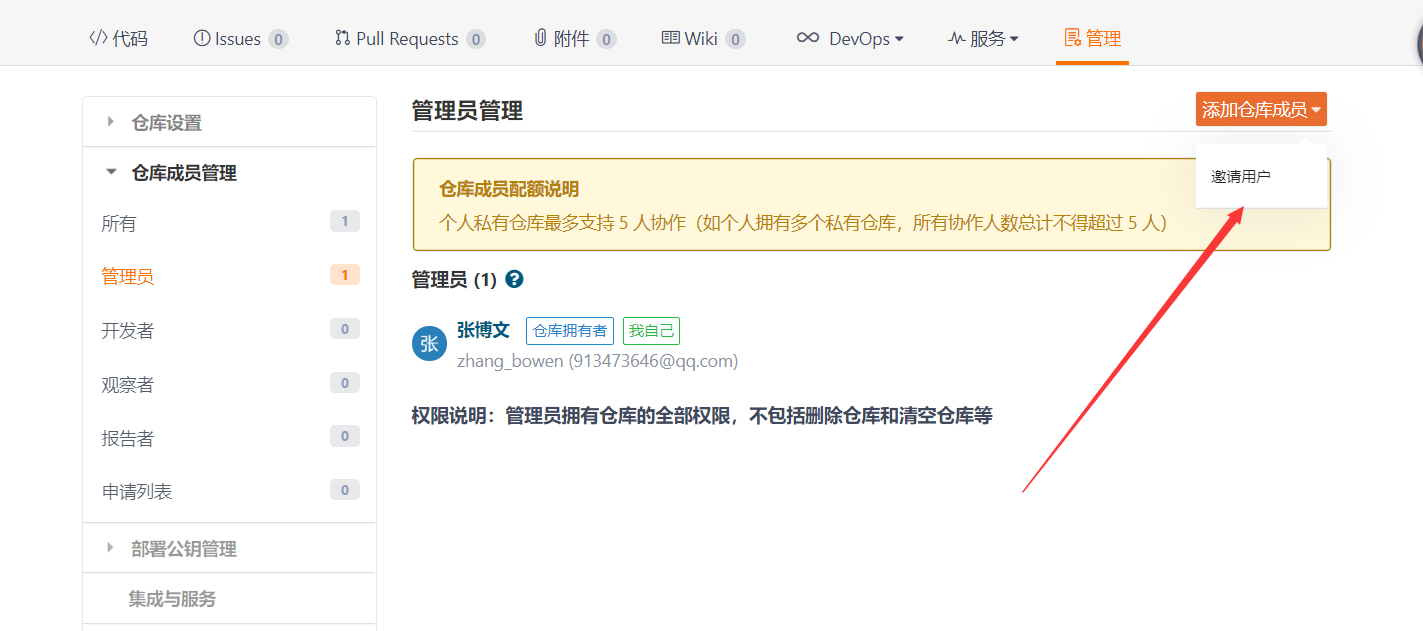 代码 Issues 0 Pull Requests 0 附件 0 Wiki 0 DevOps 服务 管理
仓库设置
仓库成员管理
所有 1
管理员 1
开发者 0
观察者 0
报告者 0
申请列表 0
部署公钥管理
集成与服务
管理员管理
添加仓库成员
邀请用户
仓库成员配额说明
个人私有仓库最多支持 5 人协作（如个人拥有多个私有仓库，所有协作人数总计不得超过 5 人）
管理员 (1) ?
张
张博文 仓库拥有者 我自己
zhang_bowen (913473646@qq.com)
权限说明：管理员拥有仓库的全部权限，不包括删除仓库和清空仓库等